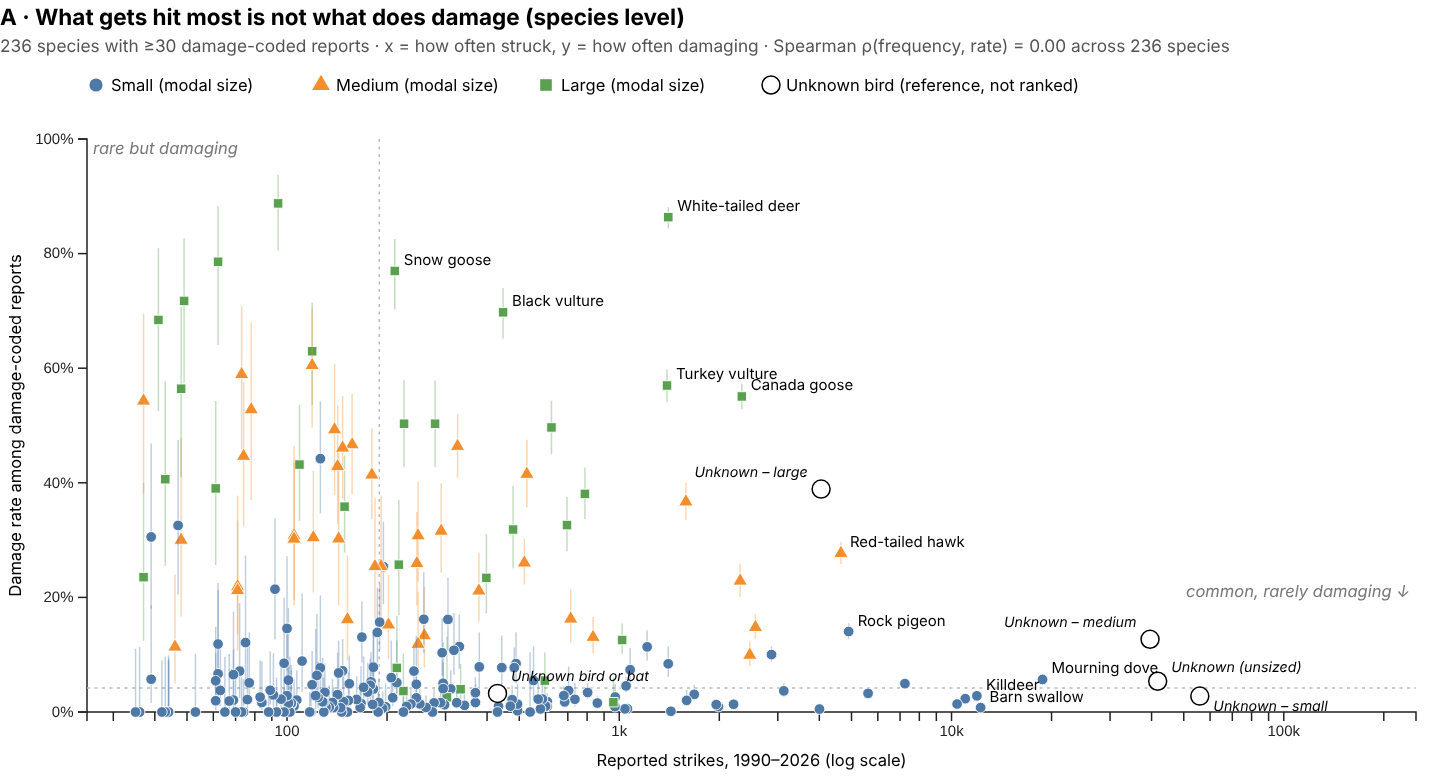 A · What gets hit most is not what does damage (species level)
236 species with ≥30 damage-coded reports · x = how often struck, y = how often damaging · Spearman ρ(frequency, rate) = 0.00 across 236 species
Small (modal size)
Medium (modal size)
Large (modal size)
Unknown bird (reference, not ranked)
100%
rare but damaging
White-tailed deer
80%
Snow goose
Black vulture
60%
Turkey vulture
Canada goose
Damage rate among damage-coded reports
40%
Unknown – large
Red-tailed hawk
20%
common, rarely damaging ↓
Rock pigeon
Unknown – medium
Mourning dove
Unknown (unsized)
Unknown bird or bat
Killdeer
Barn swallow
Unknown – small
0%
100
1k
10k
100k
Reported strikes, 1990–2026 (log scale)